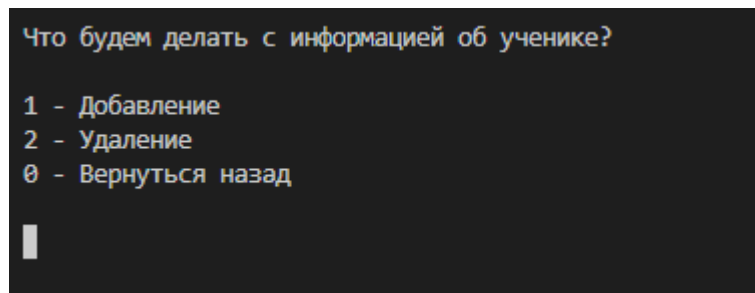 Что будем делать с информацией об ученике?
1 - Добавление
2 - Удаление
0 - Вернуться назад